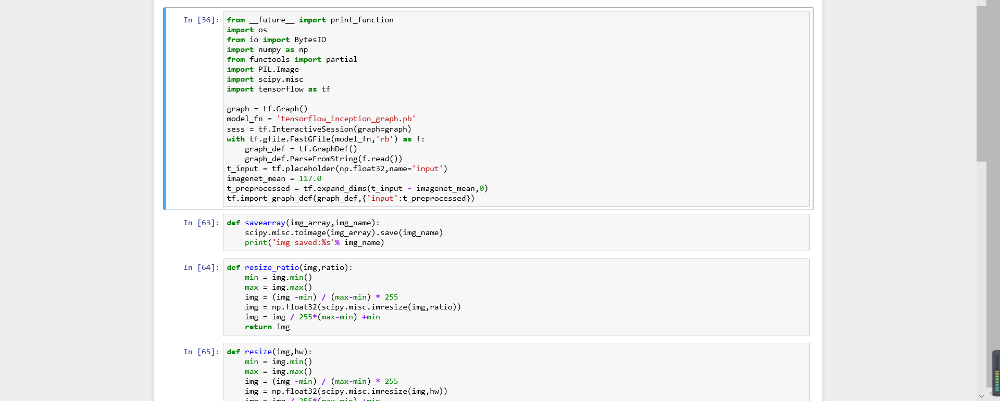 In [36]: from __future__ import print_function
import os
from io import BytesIO
import numpy as np
from functools import partial
import PIL.Image
import scipy.misc
import tensorflow as tf
graph = tf.Graph()
model_fn = 'tensorflow_inception_graph.pb'
sess = tf.InteractiveSession(graph=graph)
with tf.gfile.FastGFile(model_fn,'rb') as f:
    graph_def = tf.GraphDef()
    graph_def.ParseFromString(f.read())
t_input = tf.placeholder(np.float32,name='input')
imagenet_mean = 117.0
t_preprocessed = tf.expand_dims(t_input - imagenet_mean,0)
tf.import_graph_def(graph_def,{'input':t_preprocessed})
In [63]: def savearray(img_array,img_name):
    scipy.misc.toimage(img_array).save(img_name)
    print('img saved:%s'% img_name)
In [64]: def resize_ratio(img,ratio):
    min = img.min()
    max = img.max()
    img = (img -min) / (max-min) * 255
    img = np.float32(scipy.misc.imresize(img,ratio))
    img = img / 255*(max-min) +min
    return img
In [65]: def resize(img,hw):
    min = img.min()
    max = img.max()
    img = (img -min) / (max-min) * 255
    img = np.float32(scipy.misc.imresize(img,hw))
    img = img / 255*(max-min) +min